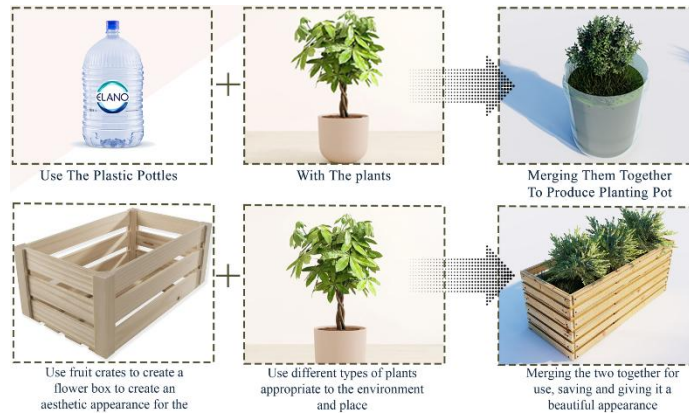 ELANO
Use The Plastic Pottles
With The plants
Merging Them Together
To Produce Planting Pot
Use fruit crates to create a
flower box to create an
aesthetic appearance for the
Use different types of plants
appropriate to the environment
and place
Merging the two together for
use, saving and giving it a
beautiful appearance